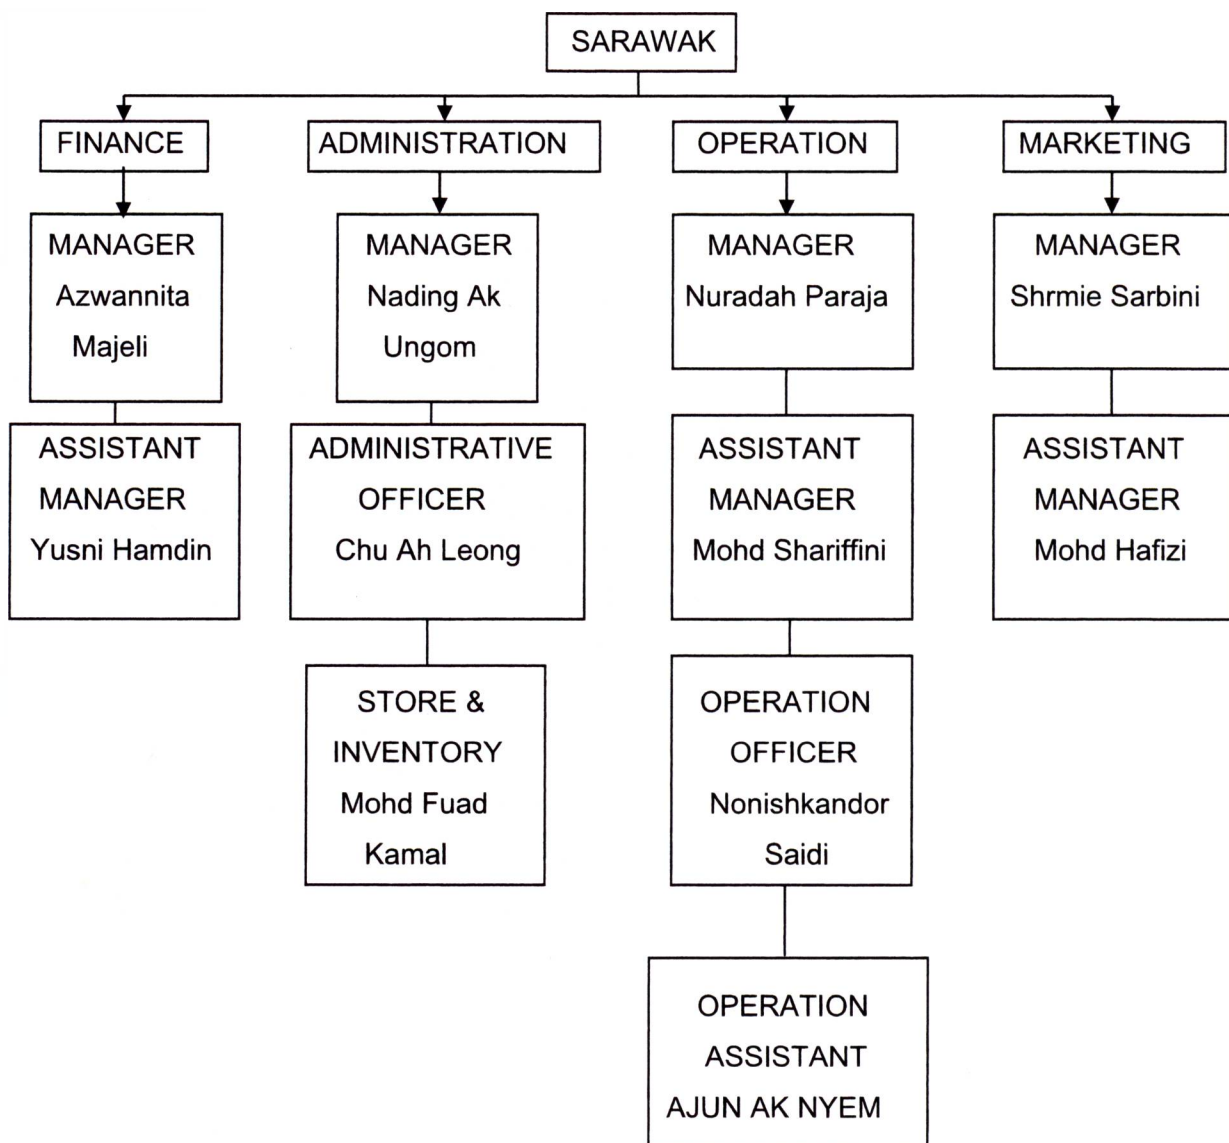 SARAWAK
FINANCE
ADMINISTRATION
OPERATION
MARKETING
MANAGER
Azwannita
Majeli
MANAGER
Nading Ak
Ungom
MANAGER
Nuradah Paraja
MANAGER
Shrmie Sarbini
ASSISTANT
MANAGER
Yusni Hamdin
ADMINISTRATIVE
OFFICER
Chu Ah Leong
ASSISTANT
MANAGER
Mohd Shariffini
ASSISTANT
MANAGER
Mohd Hafizi
STORE &
INVENTORY
Mohd Fuad
Kamal
OPERATION
OFFICER
Nonishkandor
Saidi
OPERATION
ASSISTANT
AJUN AK NYEM